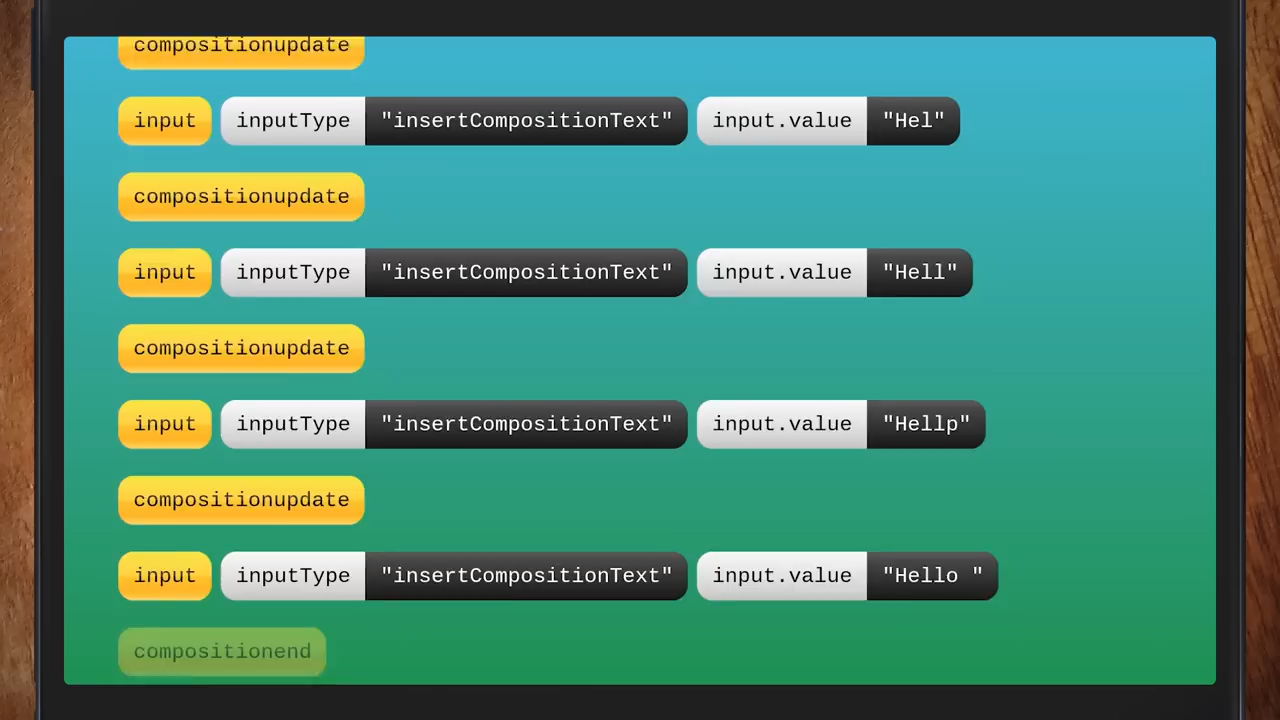 compositionupdate
input inputType "insertCompositionText" input.value "Hel"
compositionupdate
input inputType "insertCompositionText" input.value "Hell"
compositionupdate
input inputType "insertCompositionText" input.value "Hellp"
compositionupdate
input inputType "insertCompositionText" input.value "Hello "
compositionend